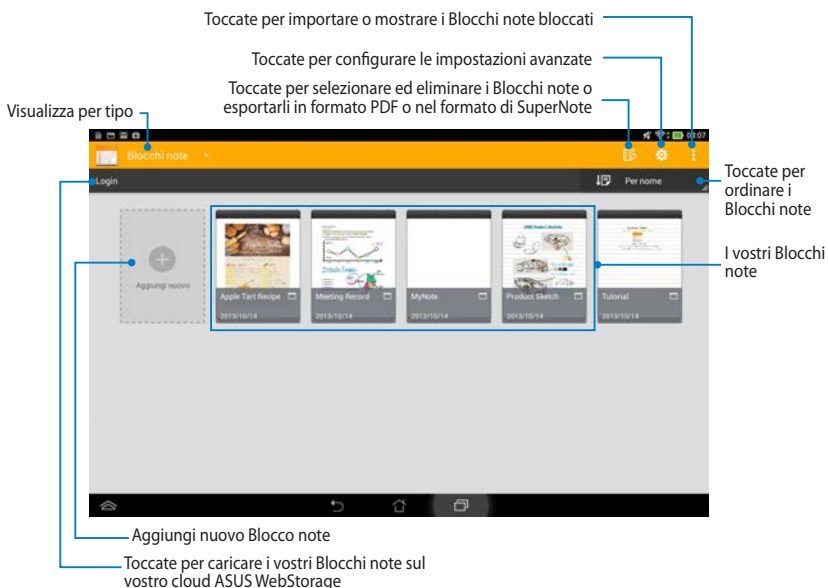 Toccate per importare o mostrare i Blocchi note bloccati
Toccate per configurare le impostazioni avanzate
Toccate per selezionare ed eliminare i Blocchi note o
esportarli in formato PDF o nel formato di SuperNote
Visualizza per tipo
Blocchi note
Login
Per nome
Toccate per
ordinare i
Blocchi note
I vostri Blocchi
note
Aggiungi nuovo
Apple Tart Recipe
2013/10/14
Meeting Record
2013/10/14
MyNote
2013/10/14
Product Sketch
2013/10/14
Tutorial
2013/10/14
Aggiungi nuovo Blocco note
Toccate per caricare i vostri Blocchi note sul
vostro cloud ASUS WebStorage